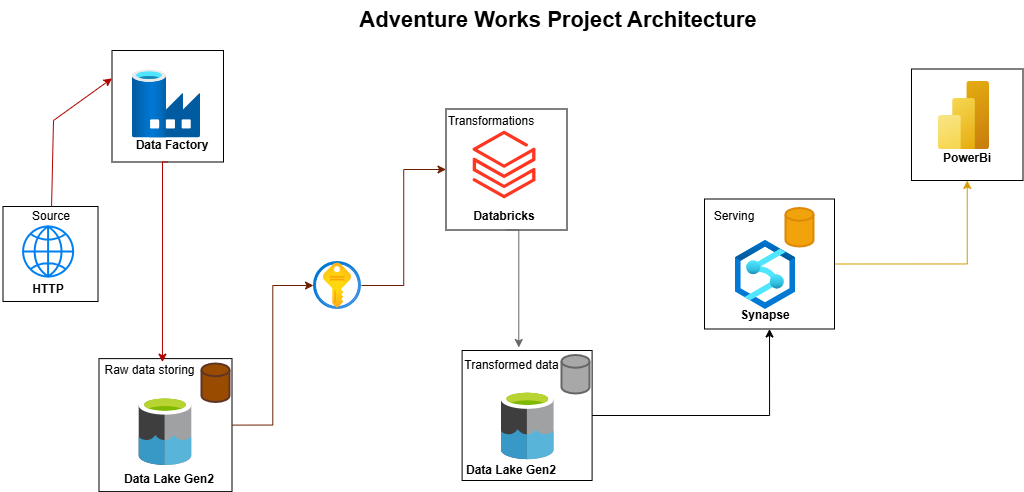 Adventure Works Project Architecture
Data Factory
Source
HTTP
Raw data storing
Data Lake Gen2
Transformations
Databricks
Transformed data
Data Lake Gen2
Serving
Synapse
PowerBi